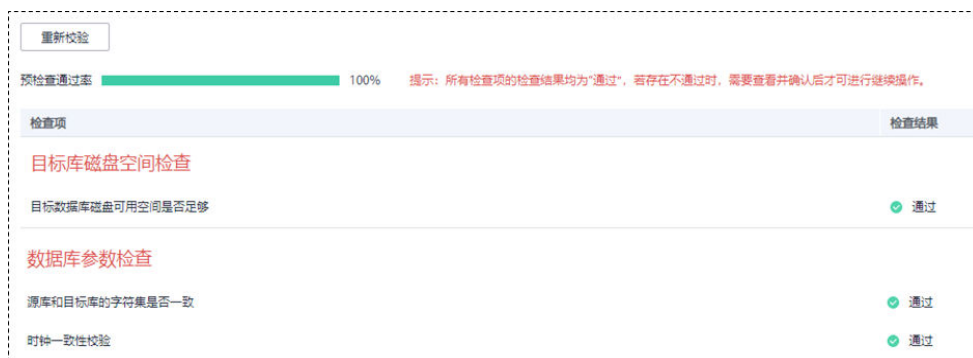 重新校验
预检查通过率 100% 提示：所有检查项的检查结果均为“通过”，若存在不通过时，需要查看并确认后才可进行继续操作。
检查项 检查结果
目标库磁盘空间检查
目标数据库磁盘可用空间是否足够 通过
数据库参数检查
源库和目标库的字符集是否一致 通过
时钟一致性校验 通过